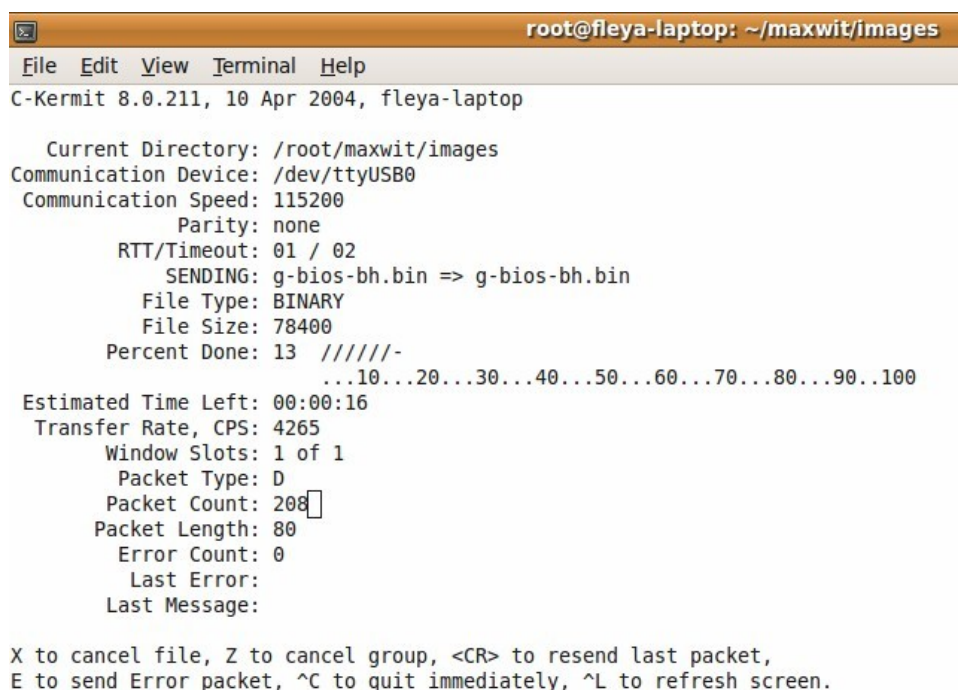 root@fleya-laptop: ~/maxwit/images
File Edit View Terminal Help
C-Kermit 8.0.211, 10 Apr 2004, fleya-laptop
Current Directory: /root/maxwit/images
Communication Device: /dev/ttyUSB0
Communication Speed: 115200
Parity: none
RTT/Timeout: 01 / 02
SENDING: g-bios-bh.bin => g-bios-bh.bin
File Type: BINARY
File Size: 78400
Percent Done: 13 //////-
...10...20...30...40...50...60...70...80...90..100
Estimated Time Left: 00:00:16
Transfer Rate, CPS: 4265
Window Slots: 1 of 1
Packet Type: D
Packet Count: 208
Packet Length: 80
Error Count: 0
Last Error:
Last Message:
X to cancel file, Z to cancel group, <CR> to resend last packet,
E to send Error packet, ^C to quit immediately, ^L to refresh screen.